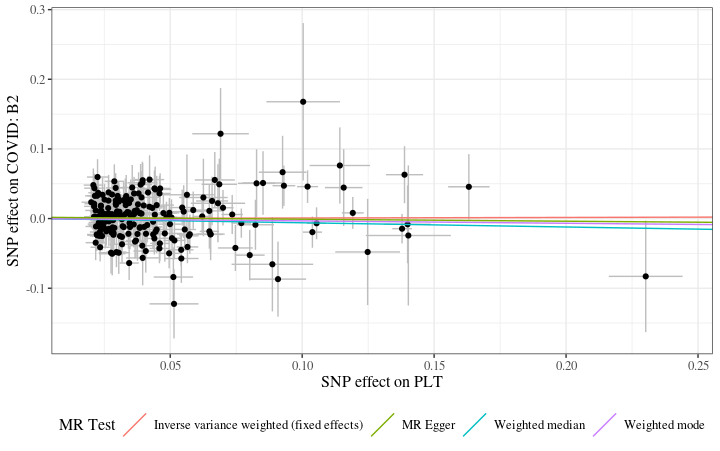 0.3
0.2
0.1
0.0
-0.1
SNP effect on COVID: B2
0.05
0.10
0.15
0.20
0.25
SNP effect on PLT
MR Test
Inverse variance weighted (fixed effects)
MR Egger
Weighted median
Weighted mode